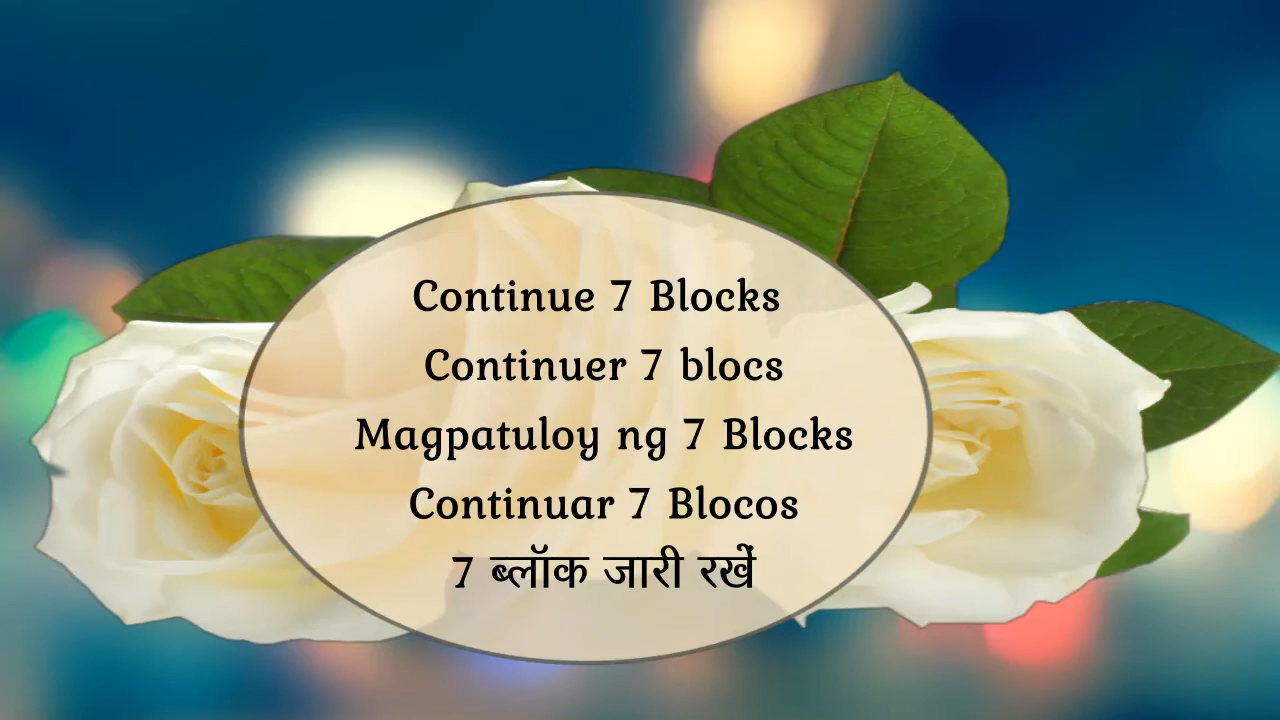 Continue 7 Blocks
Continuer 7 blocs
Magpatuloy ng 7 Blocks
Continuar 7 Blocos
7 ब्लॉक जारी रखें